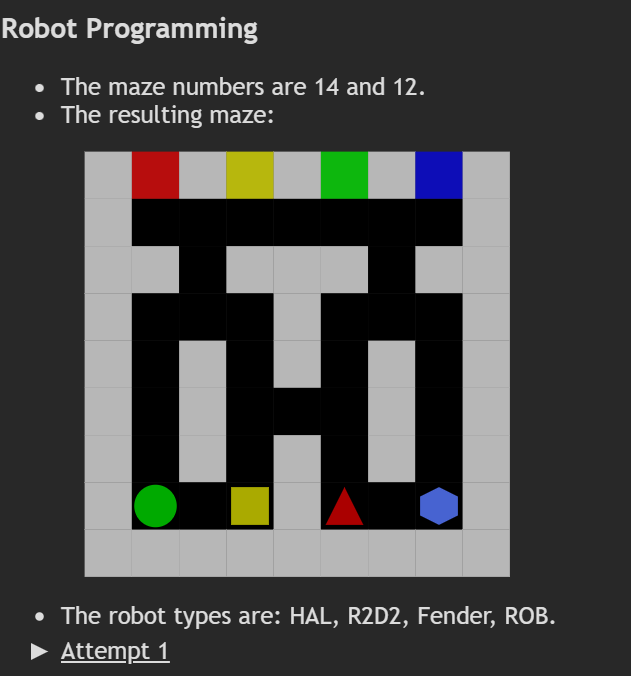 Robot Programming
The maze numbers are 14 and 12.
The resulting maze:
The robot types are: HAL, R2D2, Fender, ROB.
Attempt 1